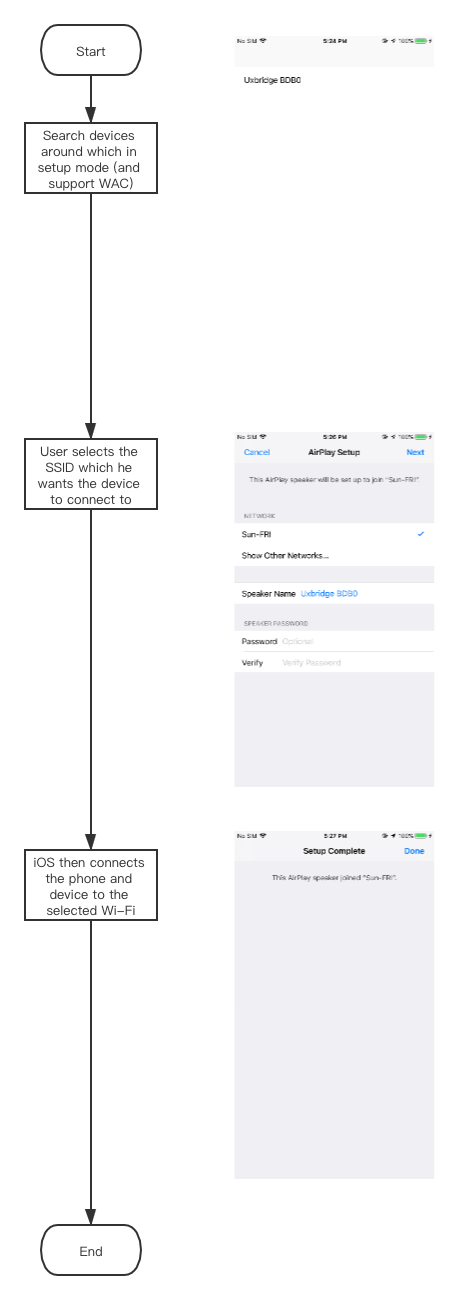 Start
No SIM 5:24 PM 100%
Uxbridge BDB0
Search devices
around which in
setup mode (and
support WAC)
User selects the
SSID which he
wants the device
to connect to
No SIM 5:26 PM 100%
Cancel AirPlay Setup Next
This AirPlay speaker will be set up to join "Sun-FRI"
NETWORK
Sun-FRI
Show Other Networks...
Speaker Name Uxbridge BDB0
SPEAKER PASSWORD
Password Optional
Verify Verify Password
iOS then connects
the phone and
device to the
selected Wi-Fi
No SIM 5:27 PM 100%
Setup Complete Done
This AirPlay speaker joined "Sun-FRI".
End